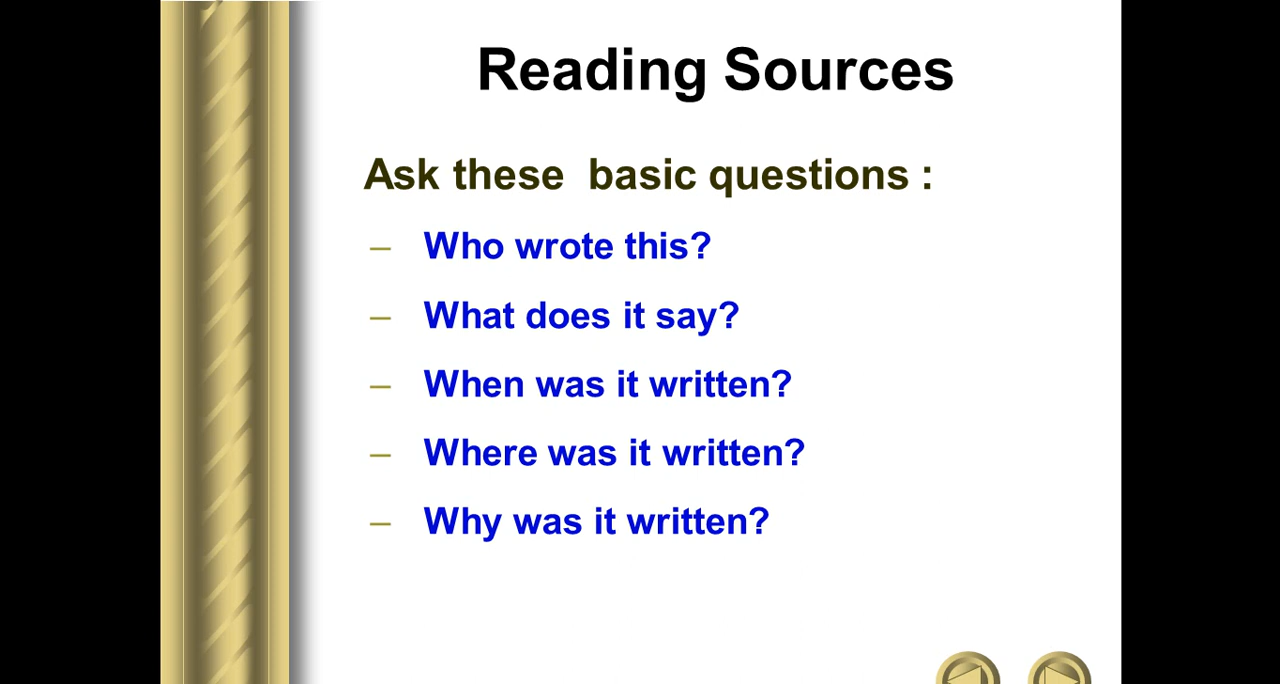 Reading Sources
Ask these  basic questions :
– Who wrote this?
– What does it say?
– When was it written?
– Where was it written?
– Why was it written?